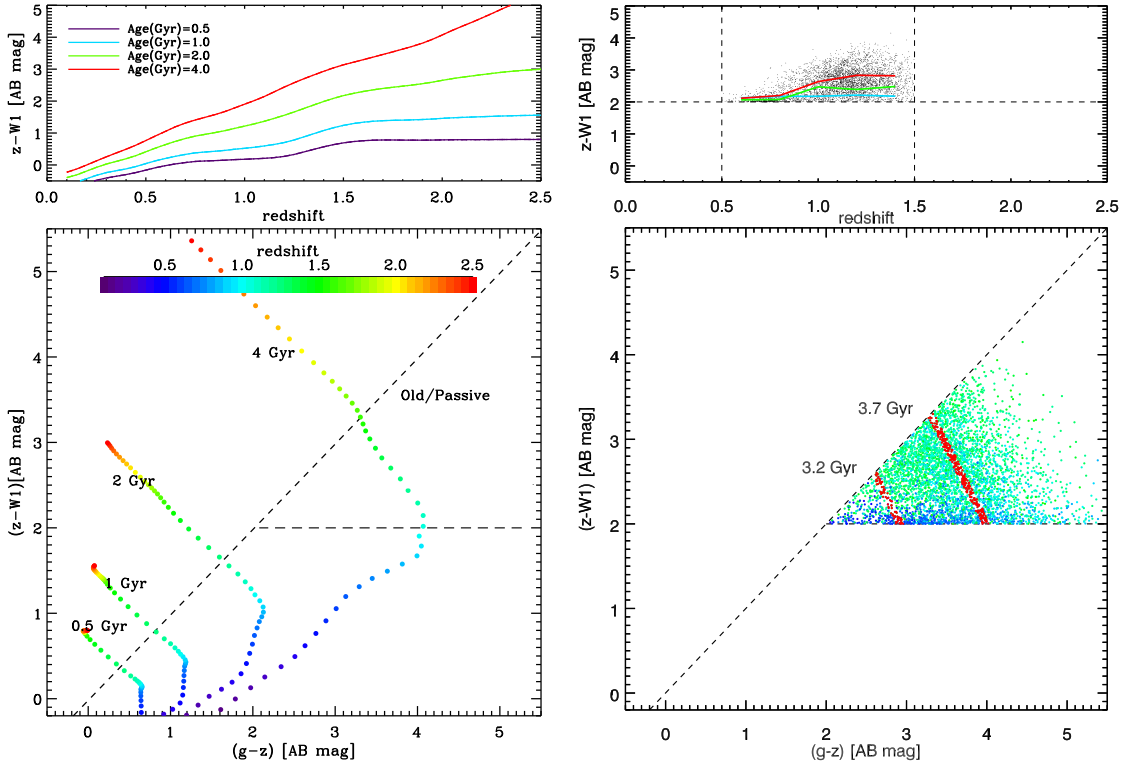 z−W1 [AB mag]
5
4
3
2
1
0
Age(Gyr)=0.5
Age(Gyr)=1.0
Age(Gyr)=2.0
Age(Gyr)=4.0
0.0 0.5 1.0 1.5 2.0 2.5
redshift
z-W1 [AB mag]
5
4
3
2
1
0
0.0 0.5 1.0 1.5 2.0 2.5
redshift
(z−W1)[AB mag]
5
4
3
2
1
0
redshift
0.5 1.0 1.5 2.0 2.5
4 Gyr
Old/Passive
2 Gyr
1 Gyr
0.5 Gyr
0 1 2 3 4 5
(g−z) [AB mag]
(z-W1) [AB mag]
5
4
3
2
1
0
3.7 Gyr
3.2 Gyr
0 1 2 3 4 5
(g-z) [AB mag]